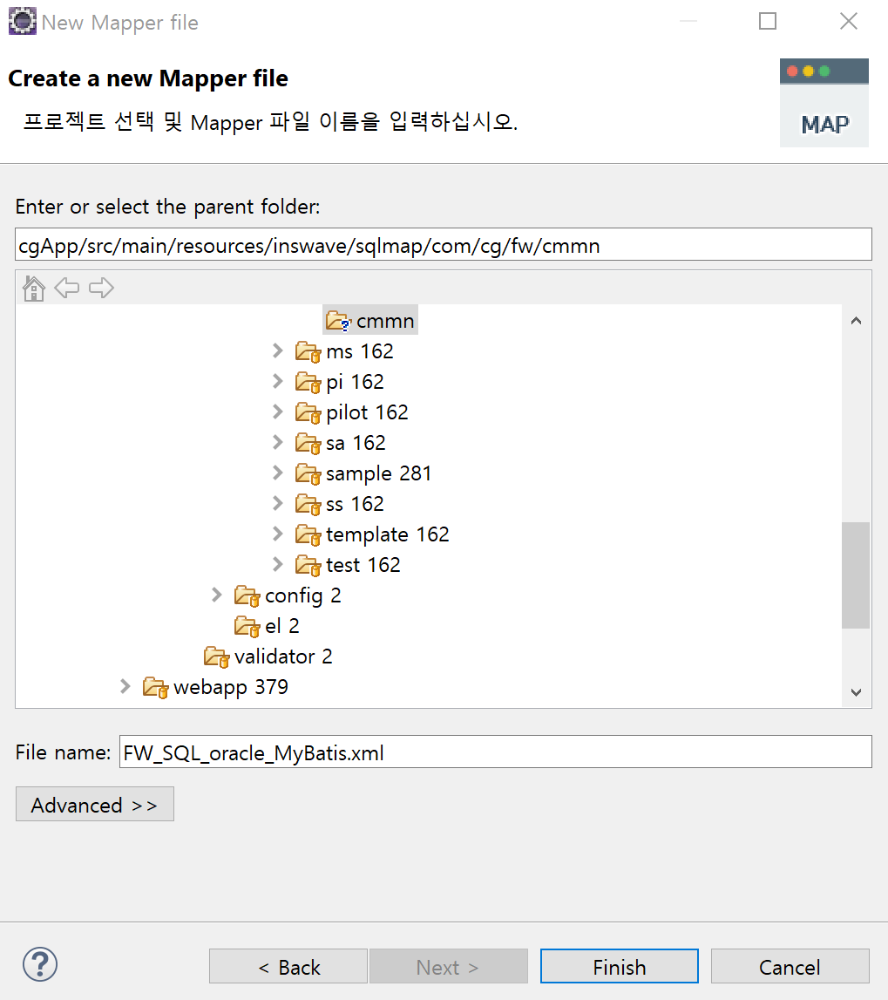 New Mapper file
Create a new Mapper file
프로젝트 선택 및 Mapper 파일 이름을 입력하십시오.
MAP
Enter or select the parent folder:
cgApp/src/main/resources/inswave/sqlmap/com/cg/fw/cmmn
cmmn
ms 162
pi 162
pilot 162
sa 162
sample 281
ss 162
template 162
test 162
config 2
el 2
validator 2
webapp 379
File name: FW_SQL_oracle_MyBatis.xml
Advanced >>
? < Back Next > Finish Cancel